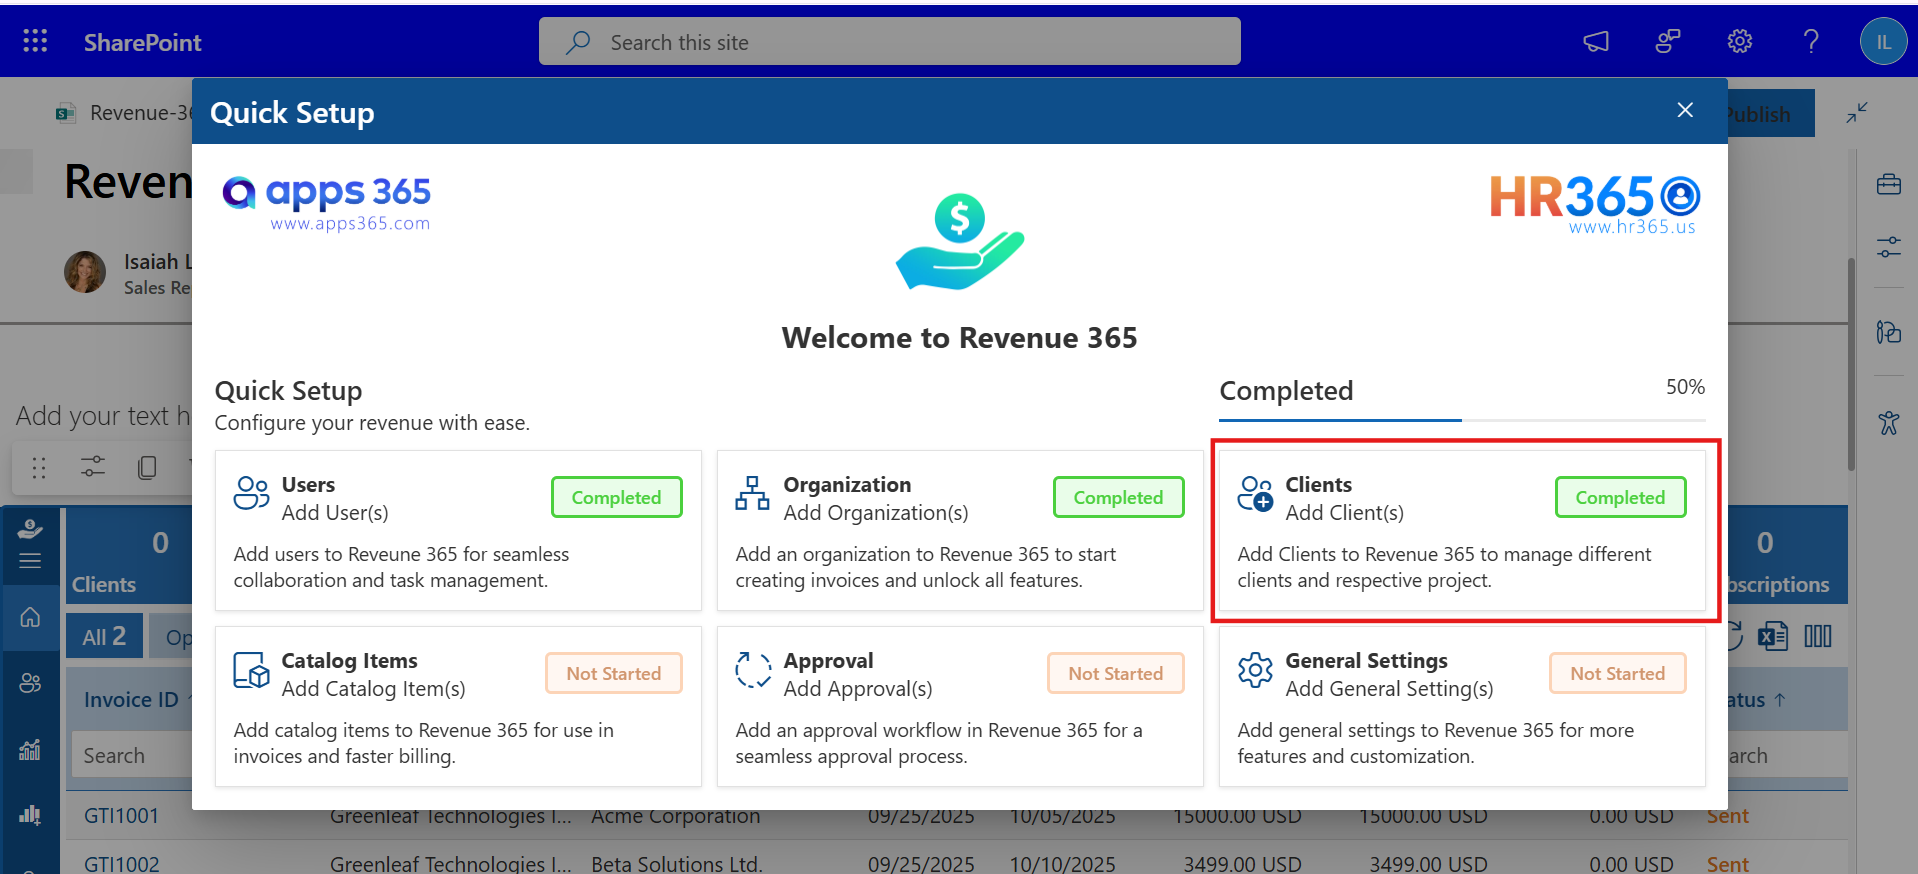 SharePoint
Search this site
IL
Revenue-36
Publish
Quick Setup
Reven
apps 365
www.apps365.com
HR365
www.hr365.us
Isaiah L
Sales Re
Welcome to Revenue 365
Quick Setup
Configure your revenue with ease.
Completed
50%
Add your text h
Users
Add User(s)
Completed
Add users to Reveune 365 for seamless
collaboration and task management.
Organization
Add Organization(s)
Completed
Add an organization to Revenue 365 to start
creating invoices and unlock all features.
Clients
Add Client(s)
Completed
Add Clients to Revenue 365 to manage different
clients and respective project.
0
Clients
0
bscriptions
All 2
Op
Catalog Items
Add Catalog Item(s)
Not Started
Add catalog items to Revenue 365 for use in
invoices and faster billing.
Approval
Add Approval(s)
Not Started
Add an approval workflow in Revenue 365 for a
seamless approval process.
General Settings
Add General Setting(s)
Not Started
Add general settings to Revenue 365 for more
features and customization.
Invoice ID ↑
atus ↑
Search
arch
GTI1001 Greenleaf Technologies I... Acme Corporation 09/25/2025 10/05/2025 15000.00 USD 15000.00 USD 0.00 USD Sent
GTI1002 Greenleaf Technologies I... Beta Solutions Ltd. 09/25/2025 10/10/2025 3499.00 USD 3499.00 USD 0.00 USD Sent